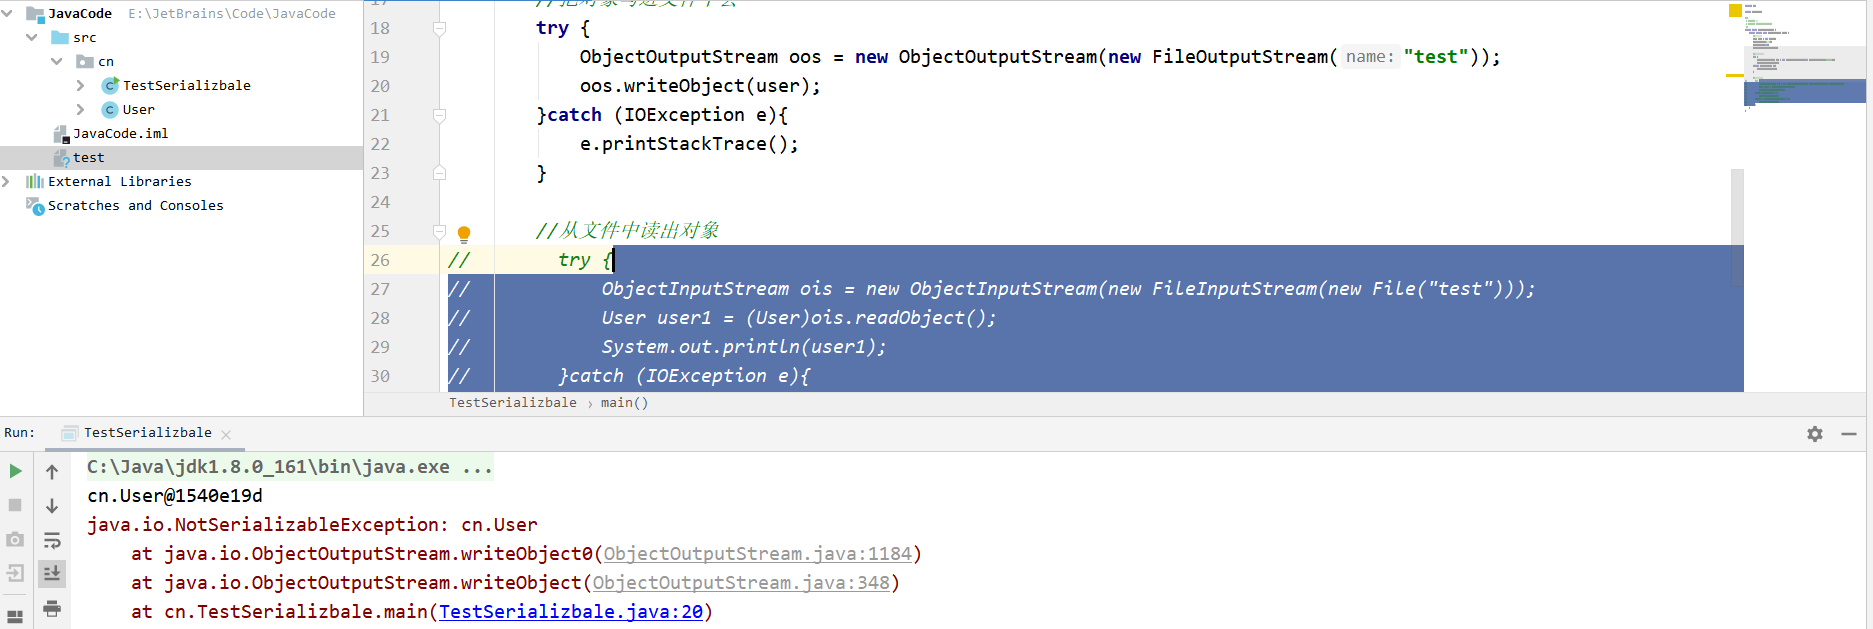 JavaCode E:\JetBrains\Code\JavaCode
src
cn
TestSerializbale
User
JavaCode.iml
test
External Libraries
Scratches and Consoles
17
18 try {
19 ObjectOutputStream oos = new ObjectOutputStream(new FileOutputStream( name: "test"));
20 oos.writeObject(user);
21 }catch (IOException e){
22 e.printStackTrace();
23 }
24
25 //从文件中读出对象
26 // try {
27 // ObjectInputStream ois = new ObjectInputStream(new FileInputStream(new File("test")));
28 // User user1 = (User)ois.readObject();
29 // System.out.println(user1);
30 // }catch (IOException e){
TestSerializbale › main()
Run: TestSerializbale
C:\Java\jdk1.8.0_161\bin\java.exe ...
cn.User@1540e19d
java.io.NotSerializableException: cn.User
at java.io.ObjectOutputStream.writeObject0(ObjectOutputStream.java:1184)
at java.io.ObjectOutputStream.writeObject(ObjectOutputStream.java:348)
at cn.TestSerializbale.main(TestSerializbale.java:20)